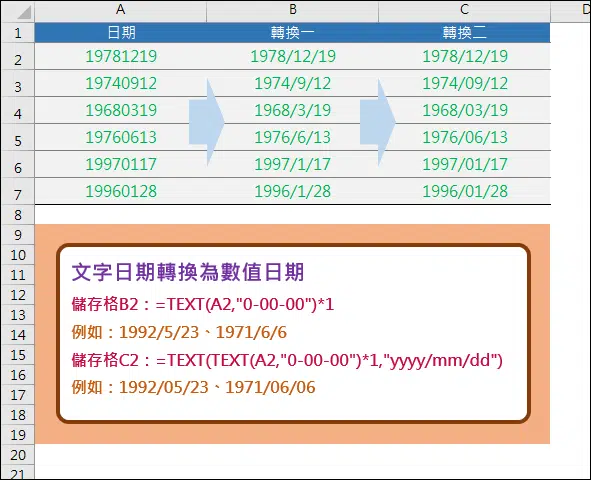 A B C D
1 日期 轉換一 轉換二
2 19781219 1978/12/19 1978/12/19
3 19740912 1974/9/12 1974/09/12
4 19680319 1968/3/19 1968/03/19
5 19760613 1976/6/13 1976/06/13
6 19970117 1997/1/17 1997/01/17
7 19960128 1996/1/28 1996/01/28
8
9
10
11 文字日期轉換為數值日期
12 儲存格B2：=TEXT(A2,"0-00-00")*1
13
14 例如：1992/5/23、1971/6/6
15 儲存格C2：=TEXT(TEXT(A2,"0-00-00")*1,"yyyy/mm/dd")
16
17 例如：1992/05/23、1971/06/06
18
19
20
21